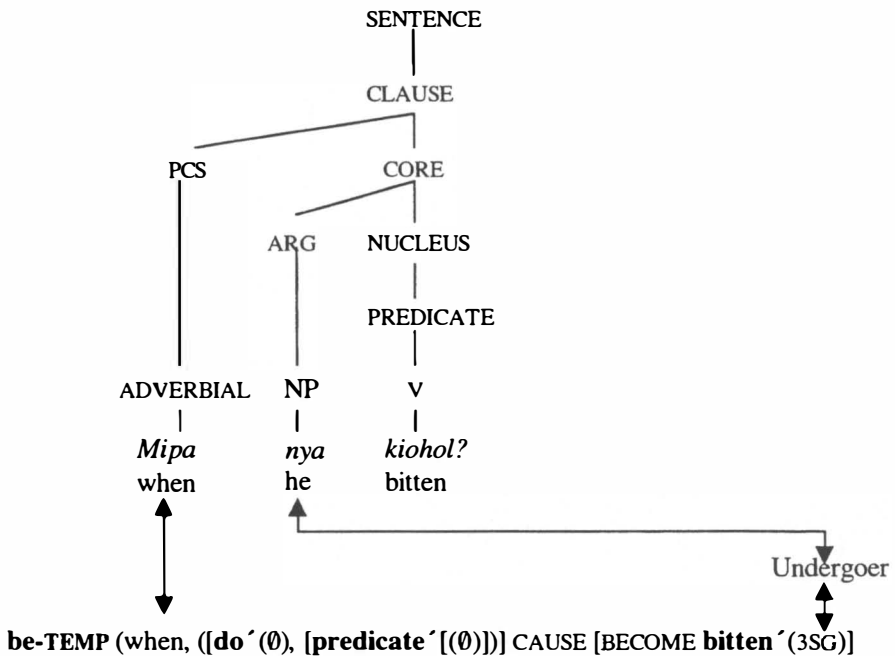 SENTENCE
CLAUSE
PCS CORE
ARG NUCLEUS
PREDICATE
ADVERBIAL NP V
Mipa nya kiohol?
when he bitten
Undergoer
be-TEMP (when, ([do´(Ø), [predicate´[(Ø)])] CAUSE [BECOME bitten´(3SG)]